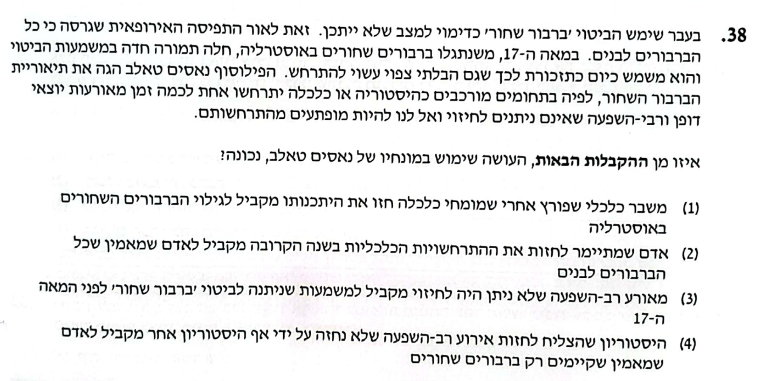 38. בעבר שימש הביטוי 'ברבור שחור' כדימוי למצב שלא ייתכן. זאת לאור התפיסה האירופאית שגרסה כי כל
הברבורים לבנים. במאה ה-17, משנתגלו ברבורים שחורים באוסטרליה, חלה תמורה חדה במשמעות הביטוי
והוא משמש כיום כתזכורת לכך שגם הבלתי צפוי עשוי להתרחש. הפילוסוף נאסים טאלב הגה את תיאוריית
הברבור השחור, לפיה בתחומים מורכבים כהיסטוריה או כלכלה יתרחשו אחת לכמה זמן מאורעות יוצאי
דופן ורבי-השפעה שאינם ניתנים לחיזוי ואל לנו להיות מופתעים מהתרחשותם.
איזו מן ההקבלות הבאות, העושה שימוש במונחיו של נאסים טאלב, נכונה?
(1) משבר כלכלי שפורץ אחרי שמומחי כלכלה חזו את היתכנותו מקביל לגילוי הברבורים השחורים
באוסטרליה
(2) אדם שמתיימר לחזות את ההתרחשויות הכלכליות בשנה הקרובה מקביל לאדם שמאמין שכל
הברבורים לבנים
(3) מאורע רב-השפעה שלא ניתן היה לחיזוי מקביל למשמעות שניתנה לביטוי 'ברבור שחור' לפני המאה
ה-17
(4) היסטוריון שהצליח לחזות אירוע רב-השפעה שלא נחזה על ידי אף היסטוריון אחר מקביל לאדם
שמאמין שקיימים רק ברבורים שחורים